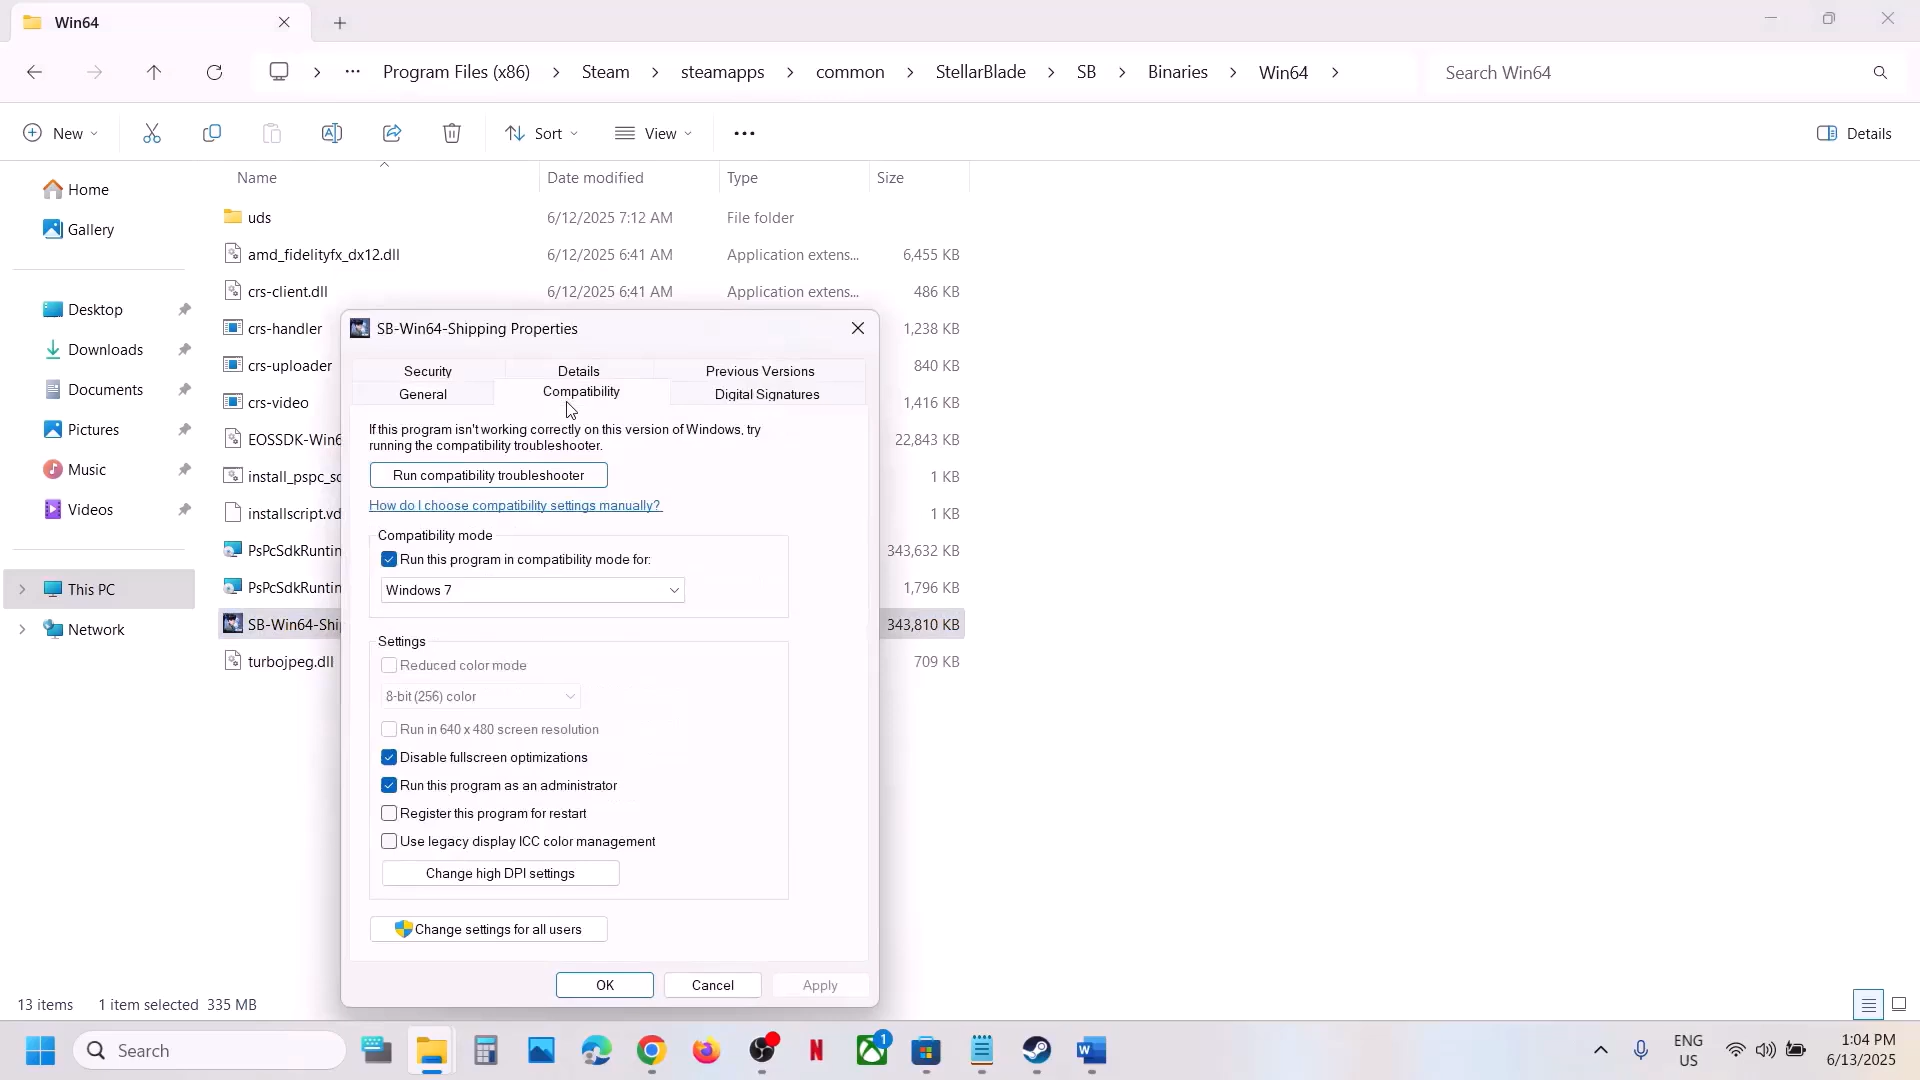 Win64
Program Files (x86) Steam steamapps common StellarBlade SB Binaries Win64
Search Win64
New
Sort
View
Details
Name Date modified Type Size
Home
Gallery
Desktop
Downloads
Documents
Pictures
Music
Videos
This PC
Network
uds 6/12/2025 7:12 AM File folder
amd_fidelityfx_dx12.dll 6/12/2025 6:41 AM Application extens... 6,455 KB
crs-client.dll 6/12/2025 6:41 AM Application extens... 486 KB
crs-handler 1,238 KB
crs-uploader 840 KB
crs-video 1,416 KB
EOSSDK-Win6 22,843 KB
install_pspc_sc 1 KB
installscript.vd 1 KB
PsPcSdkRuntin 343,632 KB
PsPcSdkRuntin 1,796 KB
SB-Win64-Shi 343,810 KB
turbojpeg.dll 709 KB
SB-Win64-Shipping Properties
Security Details Previous Versions
General Compatibility Digital Signatures
If this program isn't working correctly on this version of Windows, try
running the compatibility troubleshooter.
Run compatibility troubleshooter
How do I choose compatibility settings manually?
Compatibility mode
Run this program in compatibility mode for:
Windows 7
Settings
Reduced color mode
8-bit (256) color
Run in 640 x 480 screen resolution
Disable fullscreen optimizations
Run this program as an administrator
Register this program for restart
Use legacy display ICC color management
Change high DPI settings
Change settings for all users
OK Cancel Apply
13 items 1 item selected 335 MB
Search
1
ENG
US
1:04 PM
6/13/2025